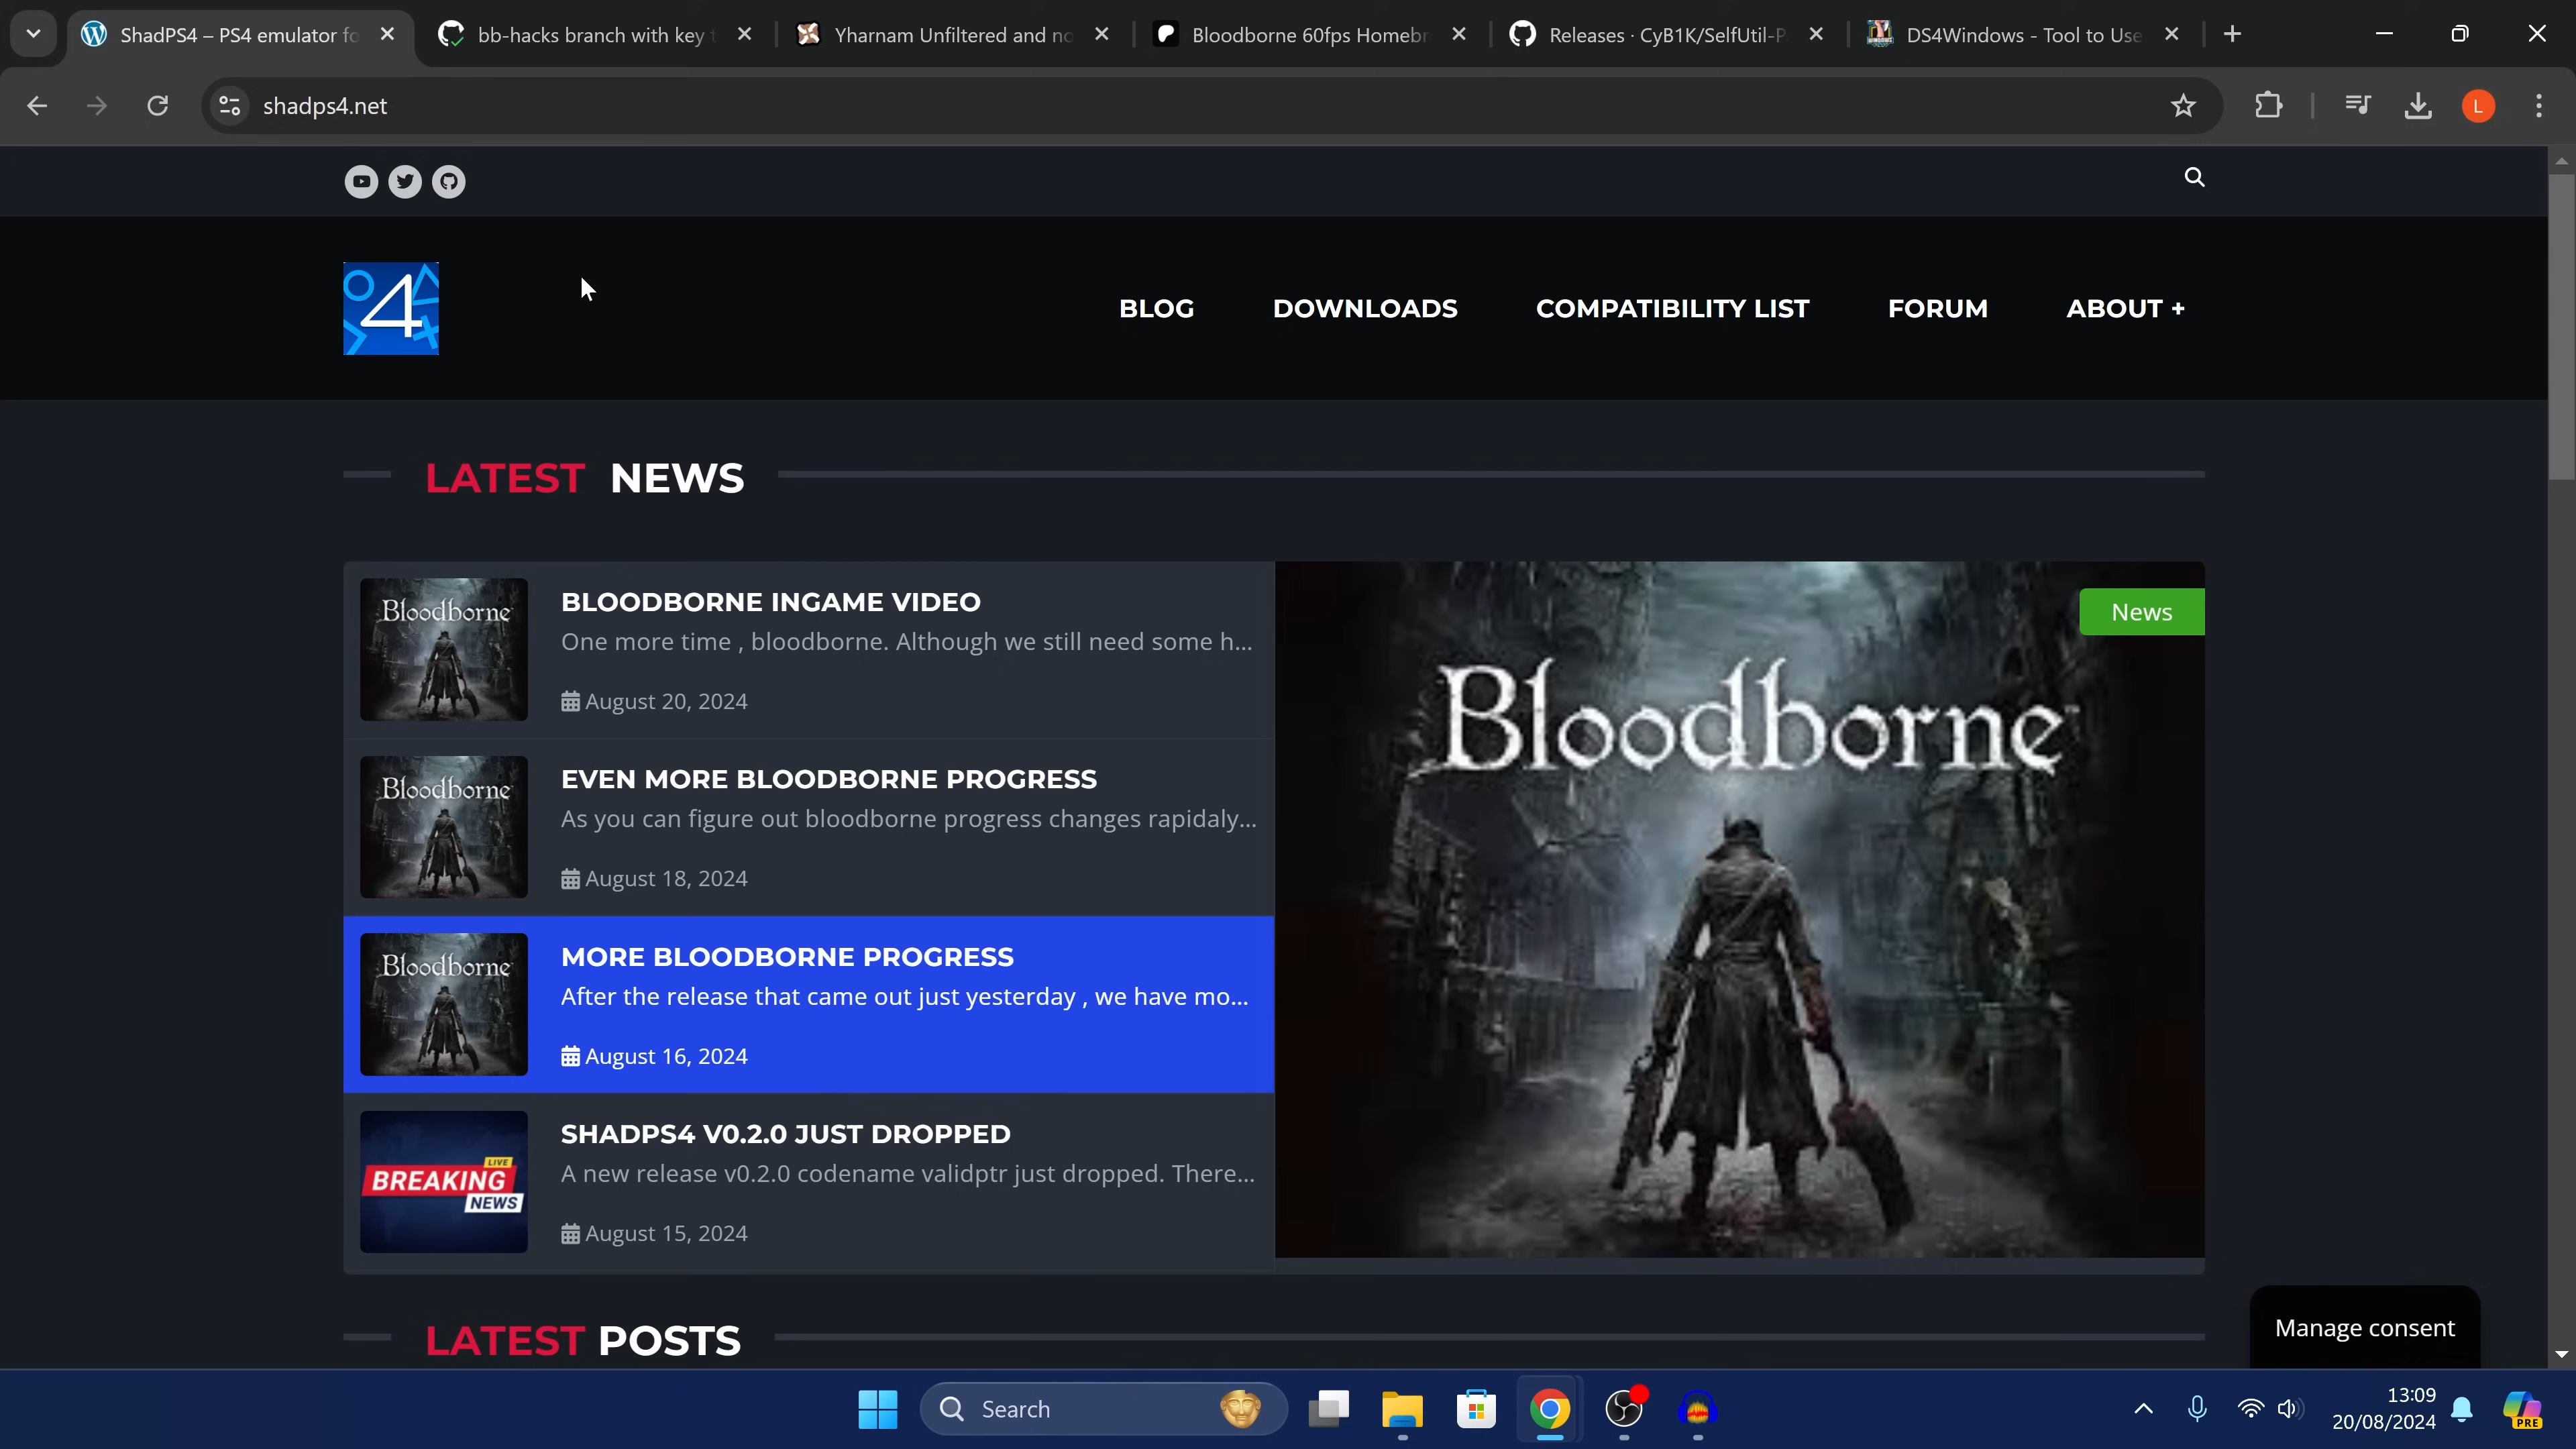 ShadPS4 – PS4 emulator fo
bb-hacks branch with key t
Yharnam Unfiltered and no
Bloodborne 60fps Homebr
Releases · CyB1K/SelfUtil-P
DS4Windows - Tool to Use
shadps4.net
L
4
BLOG
DOWNLOADS
COMPATIBILITY LIST
FORUM
ABOUT +
LATEST NEWS
Bloodborne
BLOODBORNE INGAME VIDEO
One more time , bloodborne. Although we still need some h...
August 20, 2024
News
Bloodborne
Bloodborne
EVEN MORE BLOODBORNE PROGRESS
As you can figure out bloodborne progress changes rapidaly...
August 18, 2024
Bloodborne
MORE BLOODBORNE PROGRESS
After the release that came out just yesterday , we have mo...
August 16, 2024
LIVE
BREAKING
NEWS
SHADPS4 V0.2.0 JUST DROPPED
A new release v0.2.0 codename validptr just dropped. There...
August 15, 2024
LATEST POSTS
Manage consent
Search
13:09
20/08/2024
PRE